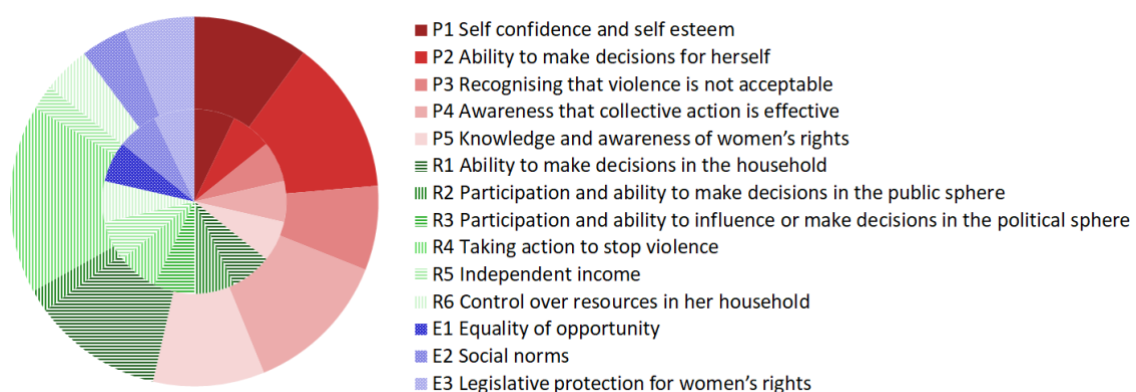 P1 Self confidence and self esteem
P2 Ability to make decisions for herself
P3 Recognising that violence is not acceptable
P4 Awareness that collective action is effective
P5 Knowledge and awareness of women's rights
R1 Ability to make decisions in the household
R2 Participation and ability to make decisions in the public sphere
R3 Participation and ability to influence or make decisions in the political sphere
R4 Taking action to stop violence
R5 Independent income
R6 Control over resources in her household
E1 Equality of opportunity
E2 Social norms
E3 Legislative protection for women's rights